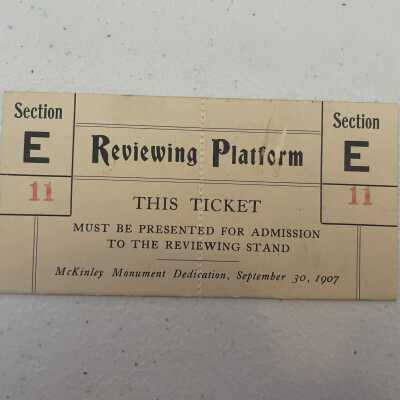 Section
E
11
Reviewing Platform
THIS TICKET
MUST BE PRESENTED FOR ADMISSION
TO THE REVIEWING STAND
McKinley Monument Dedication, September 30, 1907
Section
E
11